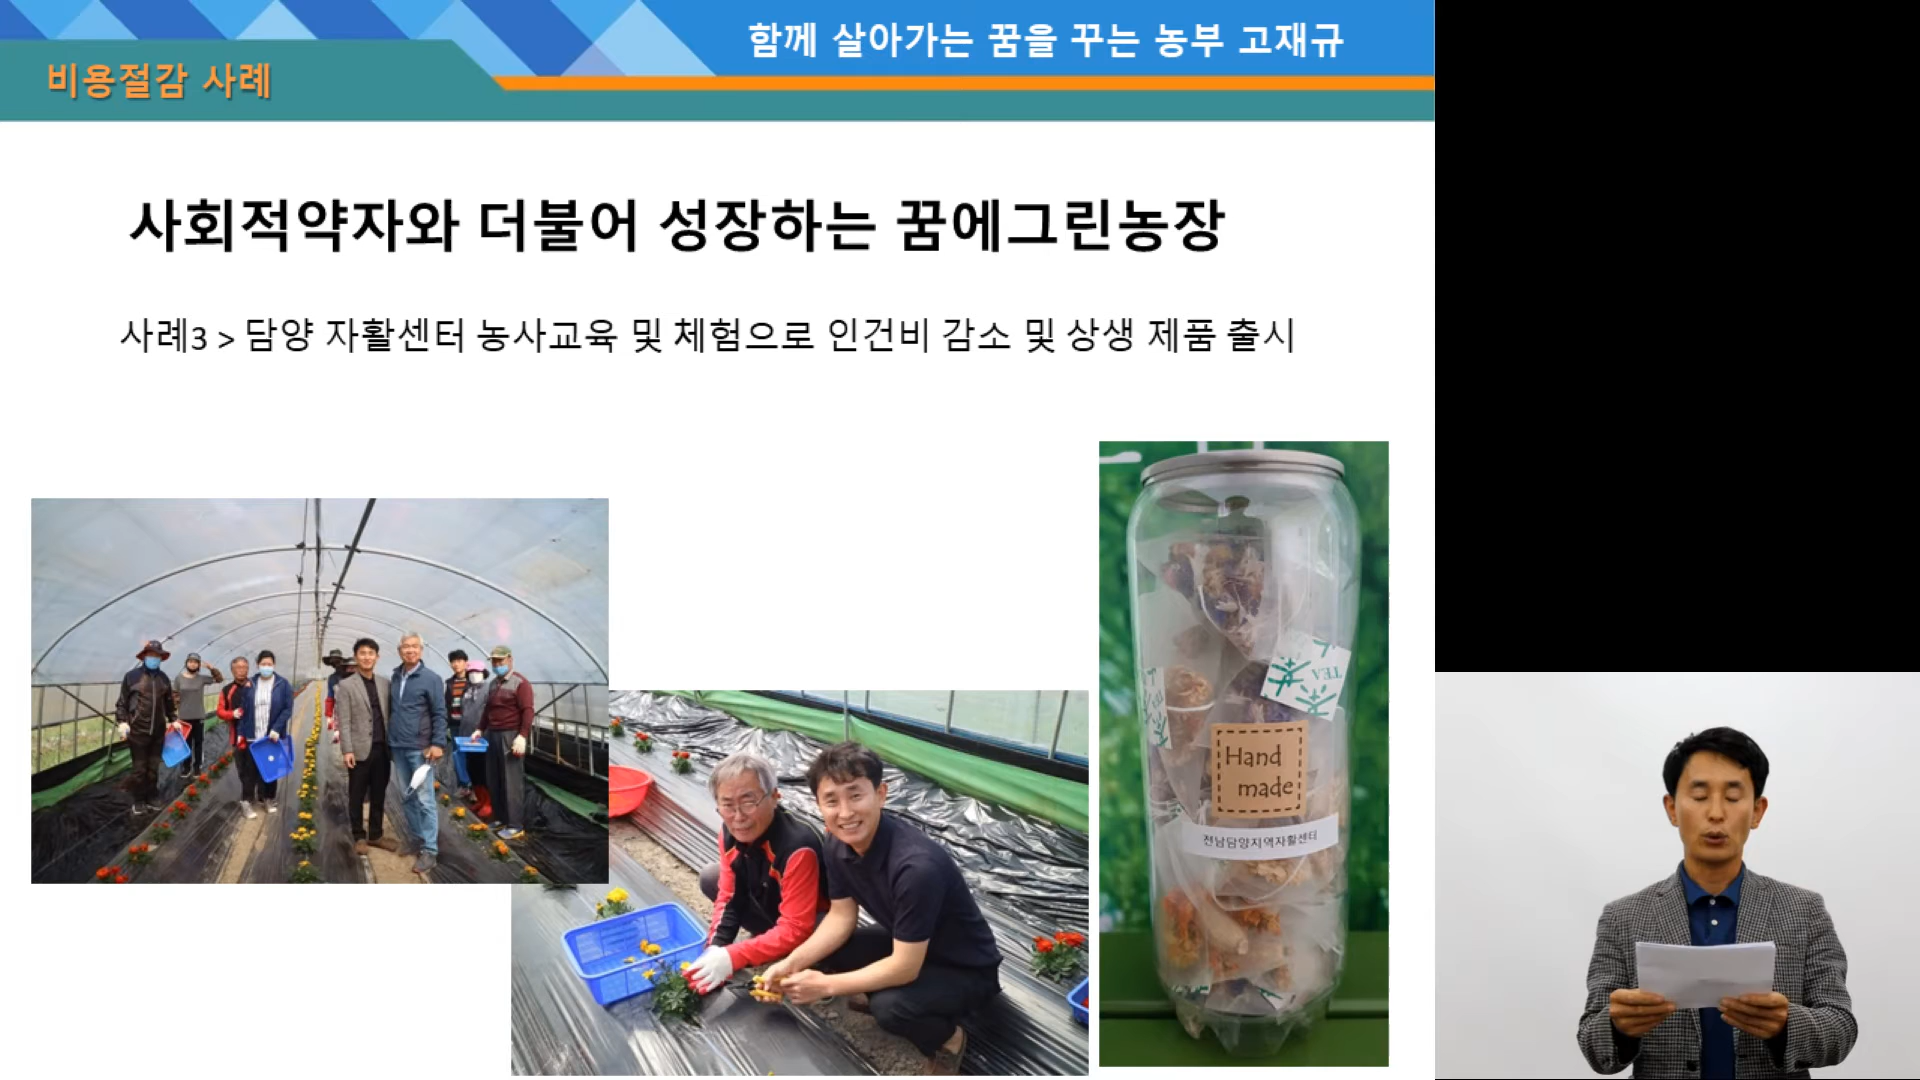 함께 살아가는 꿈을 꾸는 농부 고재규
비용절감 사례
사회적약자와 더불어 성장하는 꿈에그린농장
사례3 > 담양 자활센터 농사교육 및 체험으로 인건비 감소 및 상생 제품 출시
TEA
Hand
made
전남담양지역자활센터